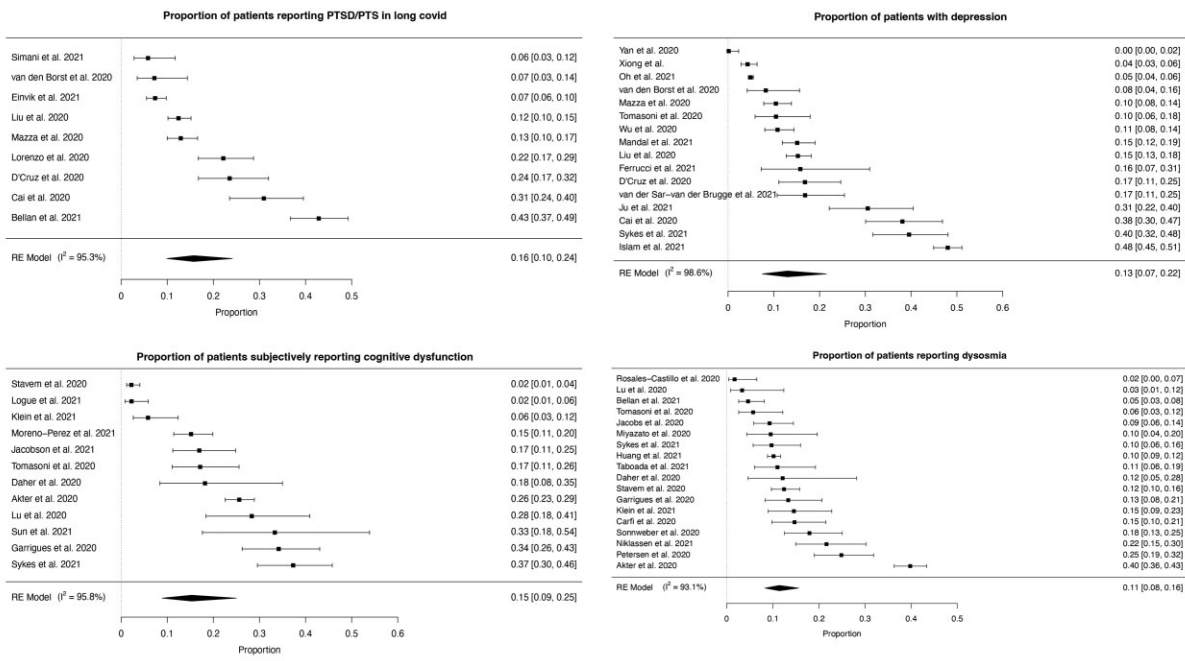 Proportion of patients reporting PTSD/PTS in long covid
Simani et al. 2021 0.06 [0.03, 0.12]
van den Borst et al. 2020 0.07 [0.03, 0.14]
Einvik et al. 2021 0.07 [0.06, 0.10]
Liu et al. 2020 0.12 [0.10, 0.15]
Mazza et al. 2020 0.13 [0.10, 0.17]
Lorenzo et al. 2020 0.22 [0.17, 0.29]
D'Cruz et al. 2020 0.24 [0.17, 0.32]
Cai et al. 2020 0.31 [0.24, 0.40]
Bellan et al. 2021 0.43 [0.37, 0.49]
RE Model (I² = 95.3%) 0.16 [0.10, 0.24]
0 0.1 0.2 0.3 0.4 0.5
Proportion
Proportion of patients with depression
Yan et al. 2020 0.00 [0.00, 0.02]
Xiong et al. 0.04 [0.03, 0.06]
Oh et al. 2021 0.05 [0.04, 0.06]
van den Borst et al. 2020 0.08 [0.04, 0.16]
Mazza et al. 2020 0.10 [0.08, 0.14]
Tomasoni et al. 2020 0.10 [0.06, 0.18]
Wu et al. 2020 0.11 [0.08, 0.14]
Mandal et al. 2021 0.15 [0.12, 0.19]
Liu et al. 2020 0.15 [0.13, 0.18]
Ferrucci et al. 2021 0.16 [0.07, 0.31]
D'Cruz et al. 2020 0.17 [0.11, 0.25]
van der Sar−van der Brugge et al. 2021 0.17 [0.11, 0.25]
Ju et al. 2021 0.31 [0.22, 0.40]
Cai et al. 2020 0.38 [0.30, 0.47]
Sykes et al. 2021 0.40 [0.32, 0.48]
Islam et al. 2021 0.48 [0.45, 0.51]
RE Model (I² = 98.6%) 0.13 [0.07, 0.22]
0 0.1 0.2 0.3 0.4 0.5 0.6
Proportion
Proportion of patients subjectively reporting cognitive dysfunction
Stavem et al. 2020 0.02 [0.01, 0.04]
Logue et al. 2021 0.02 [0.01, 0.06]
Klein et al. 2021 0.06 [0.03, 0.12]
Moreno−Perez et al. 2021 0.15 [0.11, 0.20]
Jacobson et al. 2021 0.17 [0.11, 0.25]
Tomasoni et al. 2020 0.17 [0.11, 0.26]
Daher et al. 2020 0.18 [0.08, 0.35]
Akter et al. 2020 0.26 [0.23, 0.29]
Lu et al. 2020 0.28 [0.18, 0.41]
Sun et al. 2021 0.33 [0.18, 0.54]
Garrigues et al. 2020 0.34 [0.26, 0.43]
Sykes et al. 2021 0.37 [0.30, 0.46]
RE Model (I² = 95.8%) 0.15 [0.09, 0.25]
0 0.1 0.2 0.3 0.4 0.5 0.6
Proportion
Proportion of patients reporting dysosmia
Rosales−Castillo et al. 2020 0.02 [0.00, 0.07]
Lu et al. 2020 0.03 [0.01, 0.12]
Bellan et al. 2021 0.05 [0.03, 0.08]
Tomasoni et al. 2020 0.06 [0.03, 0.12]
Jacobs et al. 2020 0.09 [0.06, 0.14]
Miyazato et al. 2020 0.10 [0.04, 0.20]
Sykes et al. 2021 0.10 [0.06, 0.16]
Huang et al. 2021 0.10 [0.09, 0.12]
Taboada et al. 2021 0.11 [0.06, 0.19]
Daher et al. 2020 0.12 [0.05, 0.28]
Stavem et al. 2020 0.12 [0.10, 0.16]
Garrigues et al. 2020 0.13 [0.08, 0.21]
Klein et al. 2021 0.15 [0.09, 0.23]
Carfi et al. 2020 0.15 [0.10, 0.21]
Sonnweber et al. 2020 0.18 [0.13, 0.25]
Niklassen et al. 2021 0.22 [0.15, 0.30]
Petersen et al. 2020 0.25 [0.19, 0.32]
Akter et al. 2020 0.40 [0.36, 0.43]
RE Model (I² = 93.1%) 0.11 [0.08, 0.16]
0 0.1 0.2 0.3 0.4 0.5
Proportion